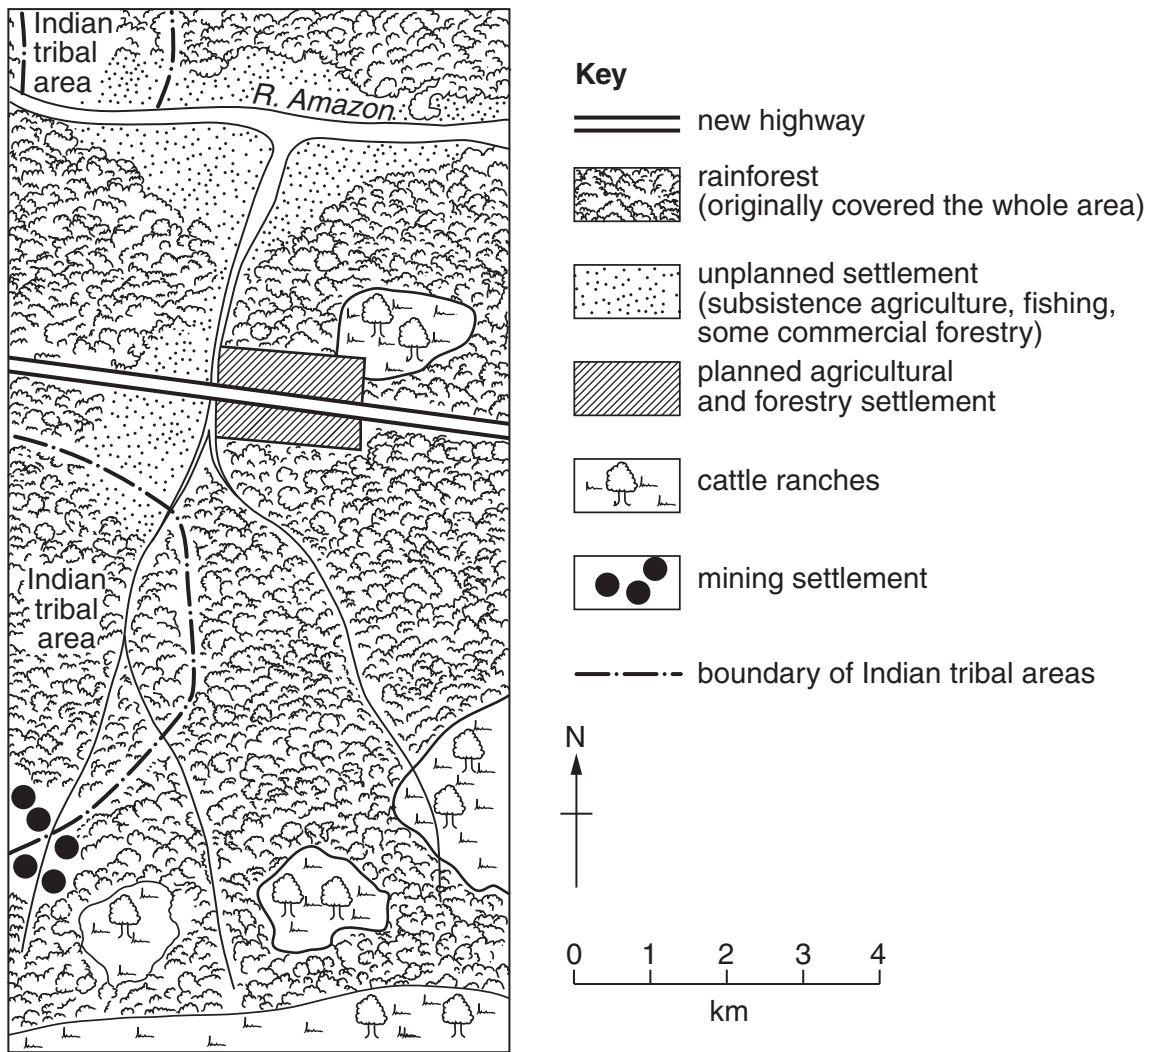 Indian
tribal
area
R. Amazon
Indian
tribal
area
Key
new highway
rainforest
(originally covered the whole area)
unplanned settlement
(subsistence agriculture, fishing,
some commercial forestry)
planned agricultural
and forestry settlement
cattle ranches
mining settlement
boundary of Indian tribal areas
N
0 1 2 3 4
km